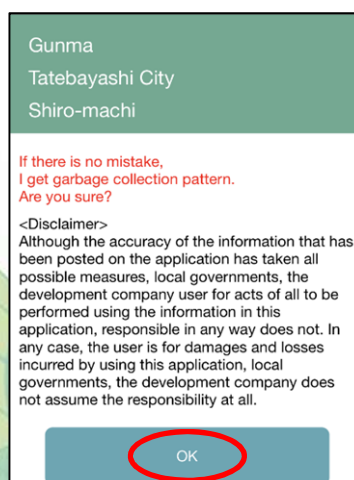 Gunma
Tatebayashi City
Shiro-machi
If there is no mistake,
I get garbage collection pattern.
Are you sure?
<Disclaimer>
Although the accuracy of the information that has
been posted on the application has taken all
possible measures, local governments, the
development company user for acts of all to be
performed using the information in this
application, responsible in any way does not. In
any case, the user is for damages and losses
incurred by using this application, local
governments, the development company does
not assume the responsibility at all.
OK